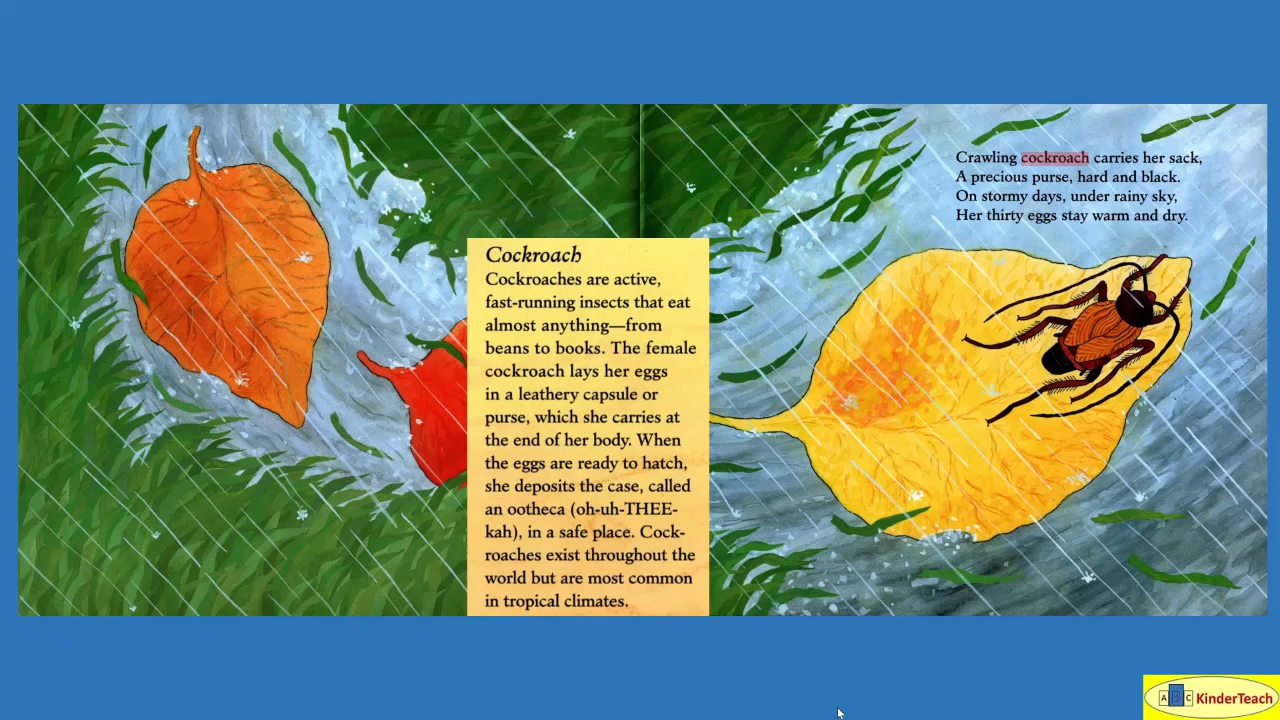 Crawling cockroach carries her sack,
A precious purse, hard and black.
On stormy days, under rainy sky,
Her thirty eggs stay warm and dry.
Cockroach
Cockroaches are active,
fast-running insects that eat
almost anything—from
beans to books. The female
cockroach lays her eggs
in a leathery capsule or
purse, which she carries at
the end of her body. When
the eggs are ready to hatch,
she deposits the case, called
an ootheca (oh-uh-THEE-
kah), in a safe place. Cock-
roaches exist throughout the
world but are most common
in tropical climates.
ABC KinderTeach